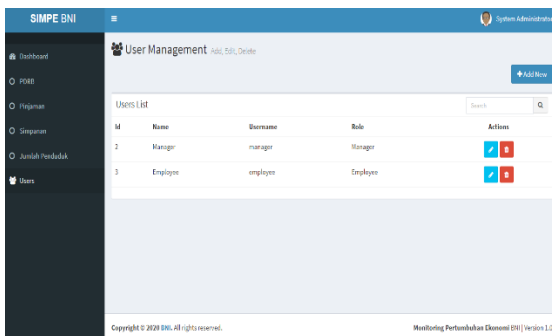 SIMPE BNI
System Administrator
Dashboard
User Management Add, Edit, Delete
PDRB
+ Add New
Pinjaman
Users List
Search
Simpanan
Id Name Username Role Actions
2 Manager manager Manager
Jumlah Penduduk
3 Employee employee Employee
Users
Copyright © 2020 BNI. All rights reserved.
Monitoring Pertumbuhan Ekonomi BNI | Version 1.0